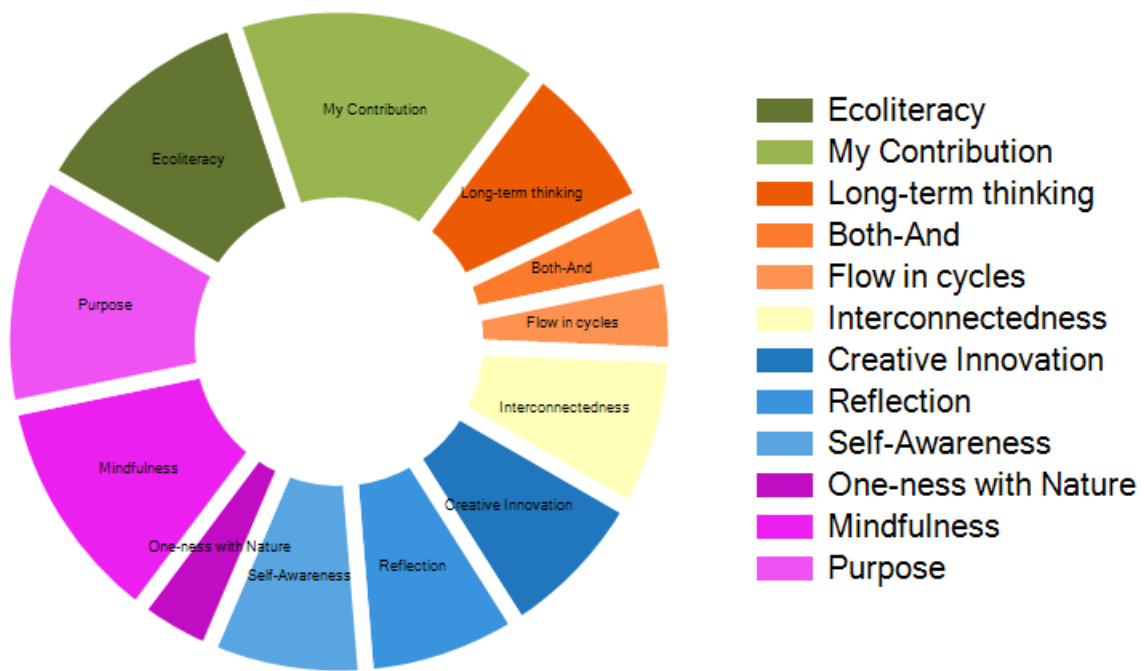 My Contribution
Ecoliteracy
Long-term thinking
Both-And
Purpose
Flow in cycles
Interconnectedness
Mindfulness
Creative Innovation
One-ness with Nature
Reflection
Self-Awareness
Ecoliteracy
My Contribution
Long-term thinking
Both-And
Flow in cycles
Interconnectedness
Creative Innovation
Reflection
Self-Awareness
One-ness with Nature
Mindfulness
Purpose